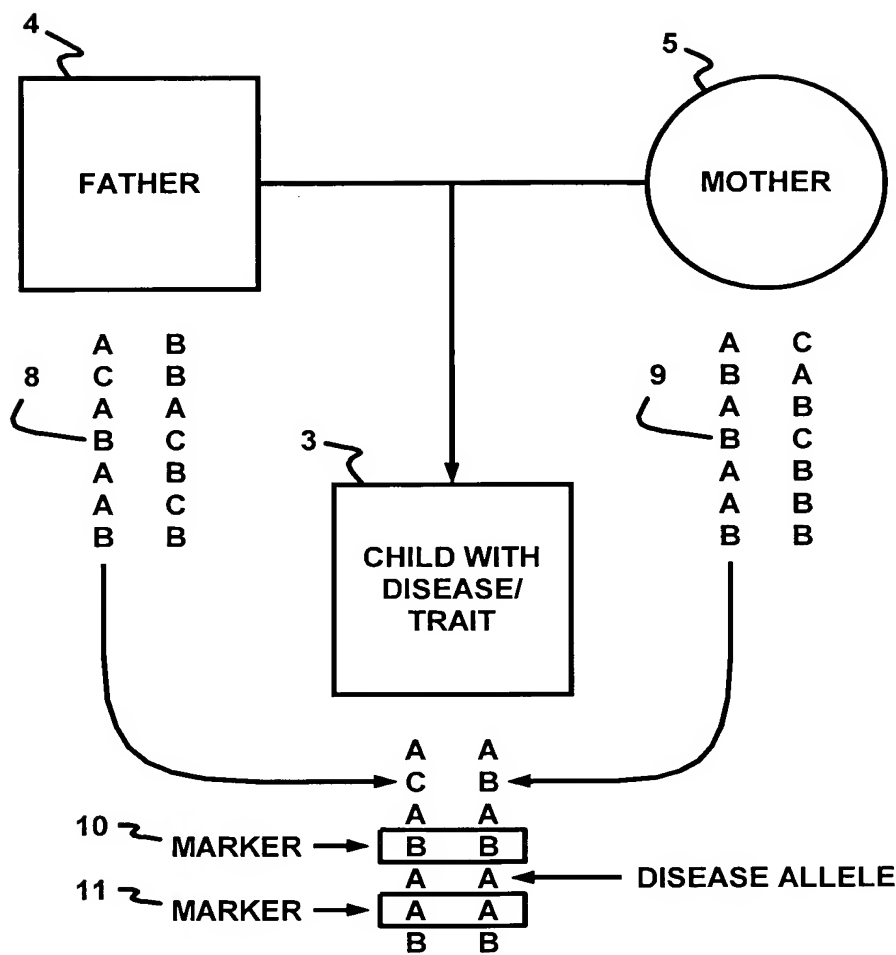 4
5
FATHER
MOTHER
A B
C B
A A
B C
A B
A C
B B
8
A C
B A
A B
B C
A B
A B
B B
9
3
CHILD WITH
DISEASE/
TRAIT
A A
C B
A A
10 MARKER B B
A A DISEASE ALLELE
11 MARKER A A
B B